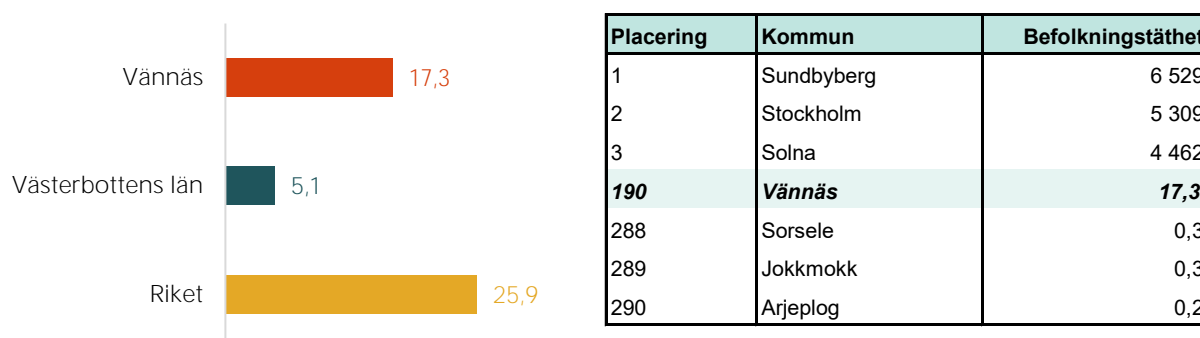 Vännäs 17,3
Västerbottens län 5,1
Riket 25,9
Placering Kommun Befolkningstäthet
1 Sundbyberg 6 529
2 Stockholm 5 309
3 Solna 4 462
190 Vännäs 17,3
288 Sorsele 0,3
289 Jokkmokk 0,3
290 Arjeplog 0,2